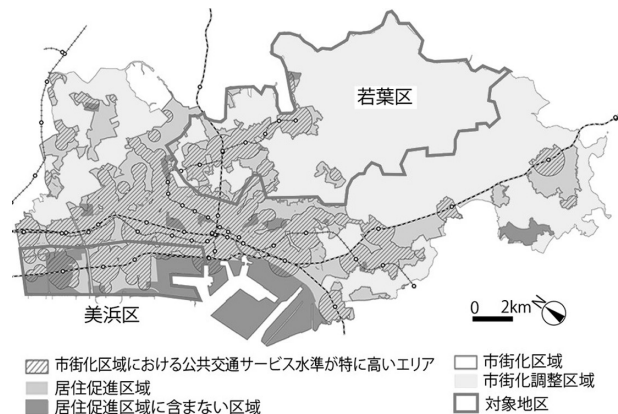 若葉区
美浜区
0 2km
N
市街化区域における公共交通サービス水準が特に高いエリア
居住促進区域
居住促進区域に含まない区域
市街化区域
市街化調整区域
対象地区